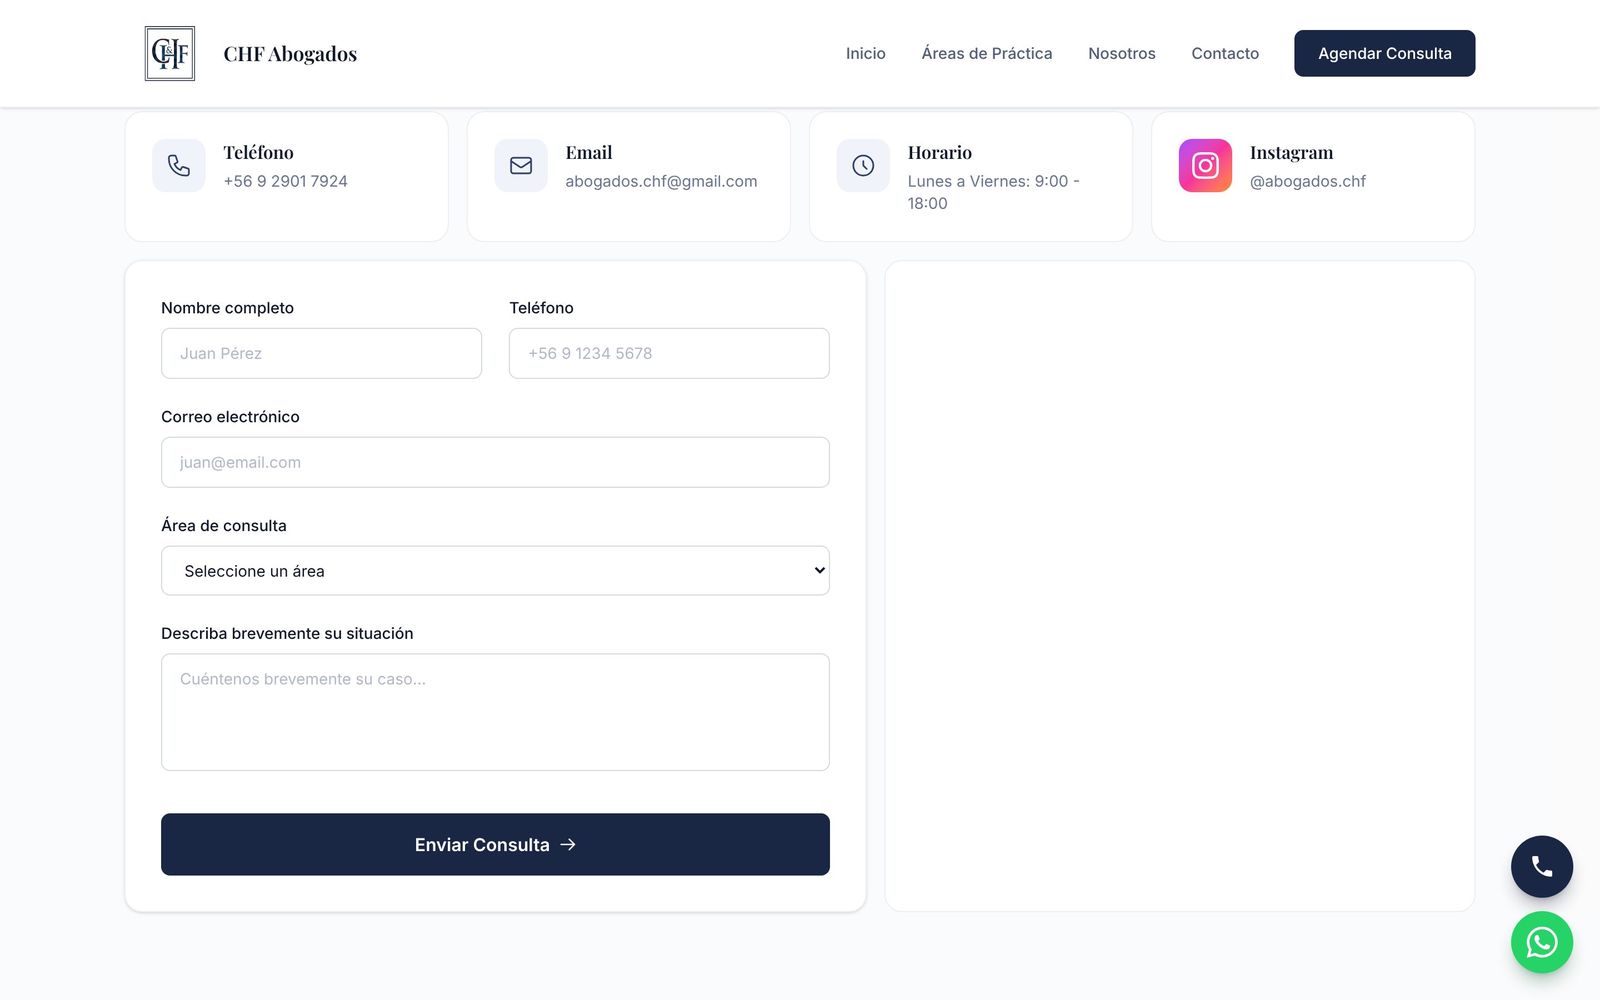 CH&F
CHF Abogados
Inicio
Áreas de Práctica
Nosotros
Contacto
Agendar Consulta
Teléfono
+56 9 2901 7924
Email
abogados.chf@gmail.com
Horario
Lunes a Viernes: 9:00 -
18:00
Instagram
@abogados.chf
Nombre completo
Juan Pérez
Teléfono
+56 9 1234 5678
Correo electrónico
juan@email.com
Área de consulta
Seleccione un área
Describa brevemente su situación
Cuéntenos brevemente su caso...
Enviar Consulta →